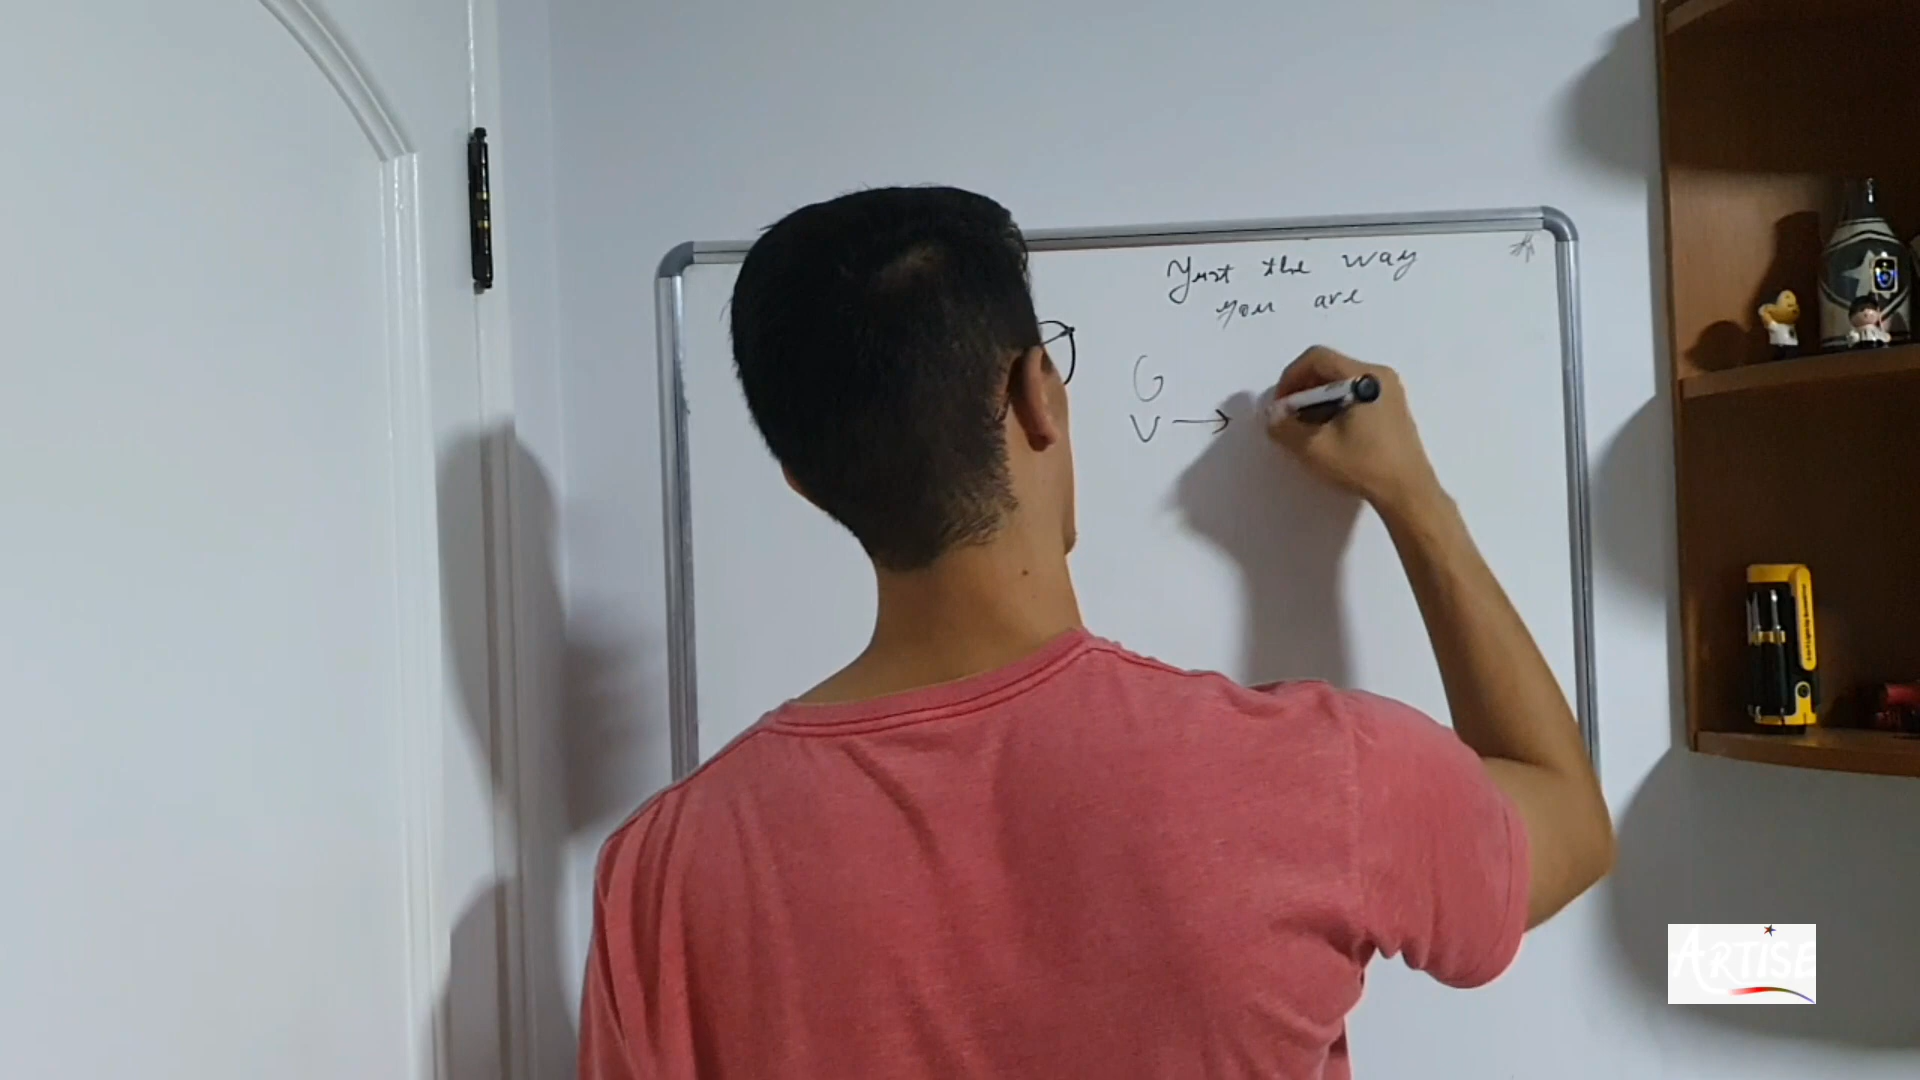 Just the way
you are
G
V →
ARTISE